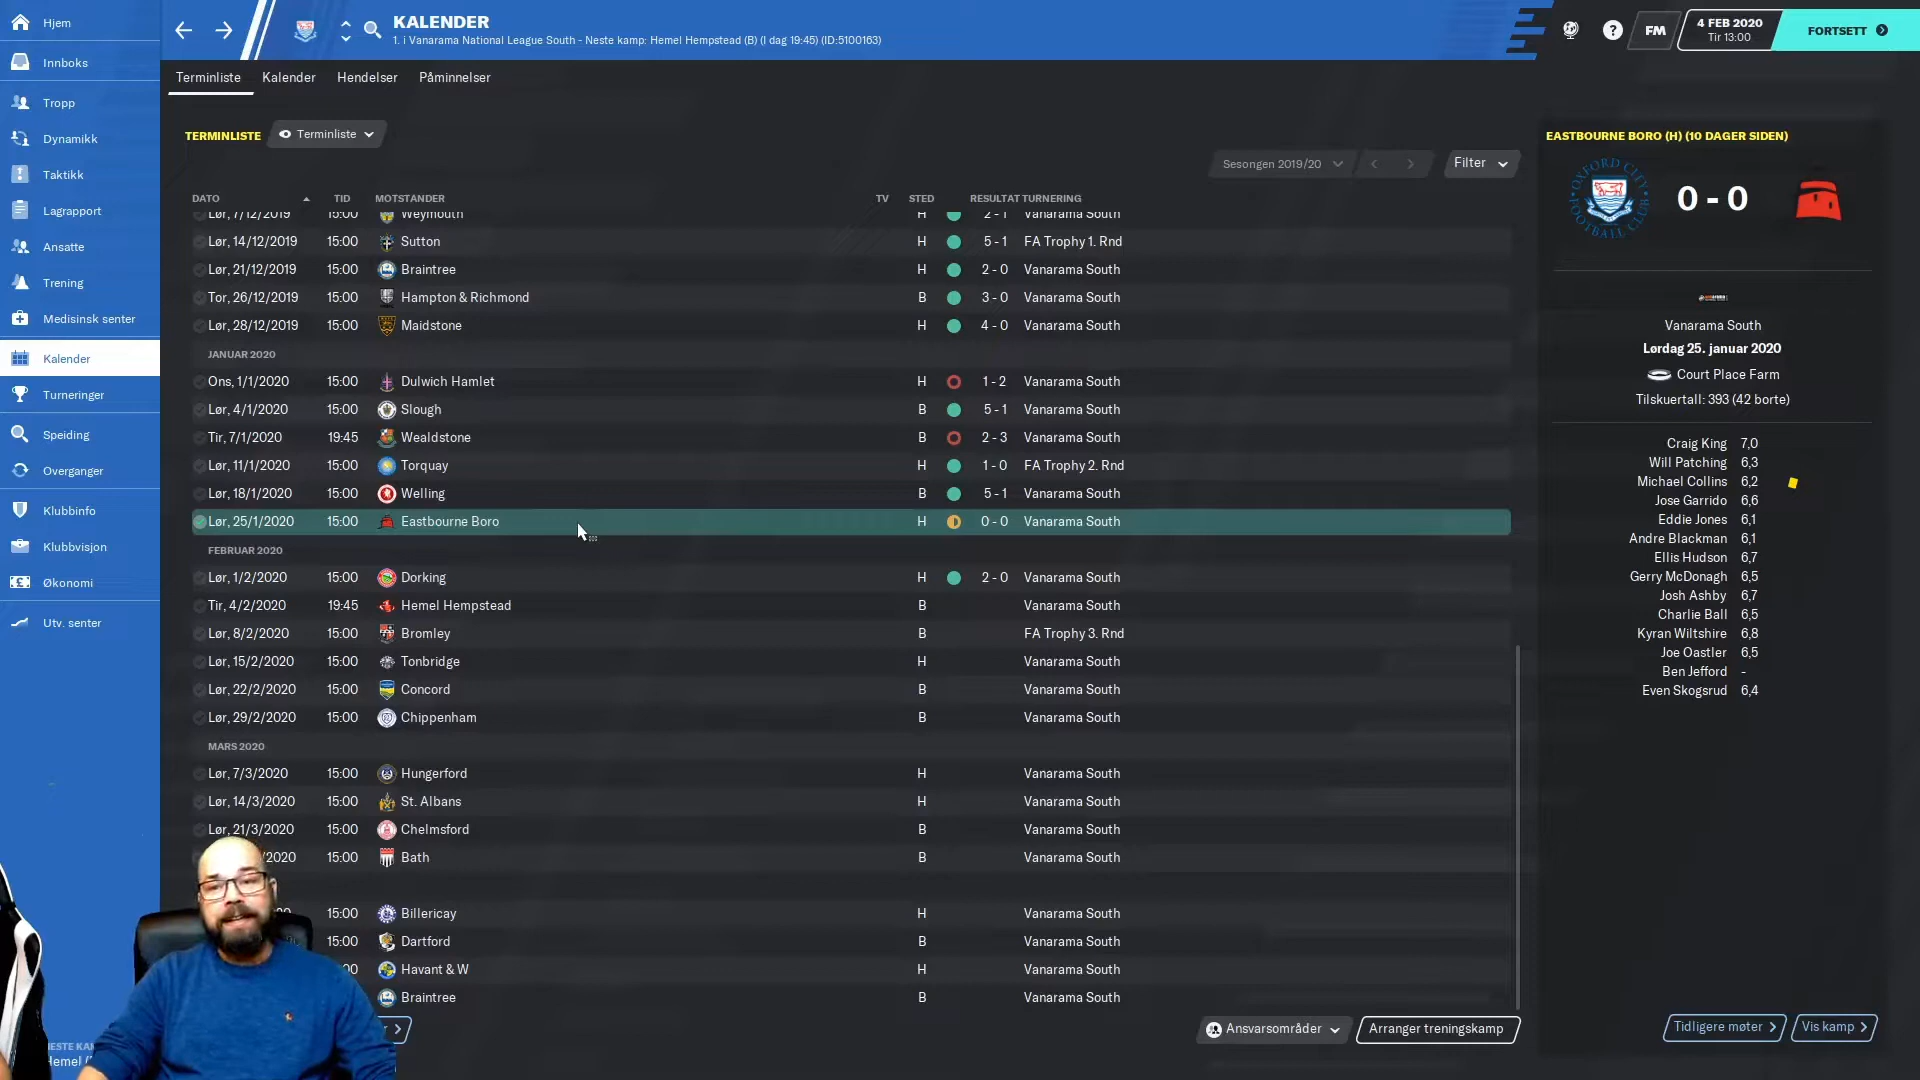 Hjem
Innboks
Tropp
Dynamikk
Taktikk
Lagrapport
Ansatte
Trening
Medisinsk senter
Kalender
Turneringer
Speiding
Overganger
Klubbinfo
Klubbvisjon
Økonomi
Utv. senter
KALENDER
1. i Vanarama National League South - Neste kamp: Hemel Hempstead (B) (I dag 19:45) (ID:5100163)
FM
4 FEB 2020
Tir 13:00
FORTSETT
Terminliste Kalender Hendelser Påminnelser
TERMINLISTE Terminliste
Sesongen 2019/20 Filter
DATO TID MOTSTANDER TV STED RESULTAT TURNERING
Lør, 7/12/2019 15:00 Weymouth H 2 - 1 Vanarama South
Lør, 14/12/2019 15:00 Sutton H 5 - 1 FA Trophy 1. Rnd
Lør, 21/12/2019 15:00 Braintree H 2 - 0 Vanarama South
Tor, 26/12/2019 15:00 Hampton & Richmond B 3 - 0 Vanarama South
Lør, 28/12/2019 15:00 Maidstone H 4 - 0 Vanarama South
JANUAR 2020
Ons, 1/1/2020 15:00 Dulwich Hamlet H 1 - 2 Vanarama South
Lør, 4/1/2020 15:00 Slough B 5 - 1 Vanarama South
Tir, 7/1/2020 19:45 Wealdstone B 2 - 3 Vanarama South
Lør, 11/1/2020 15:00 Torquay H 1 - 0 FA Trophy 2. Rnd
Lør, 18/1/2020 15:00 Welling B 5 - 1 Vanarama South
Lør, 25/1/2020 15:00 Eastbourne Boro H 0 - 0 Vanarama South
FEBRUAR 2020
Lør, 1/2/2020 15:00 Dorking H 2 - 0 Vanarama South
Tir, 4/2/2020 19:45 Hemel Hempstead B Vanarama South
Lør, 8/2/2020 15:00 Bromley B FA Trophy 3. Rnd
Lør, 15/2/2020 15:00 Tonbridge H Vanarama South
Lør, 22/2/2020 15:00 Concord B Vanarama South
Lør, 29/2/2020 15:00 Chippenham B Vanarama South
MARS 2020
Lør, 7/3/2020 15:00 Hungerford H Vanarama South
Lør, 14/3/2020 15:00 St. Albans H Vanarama South
Lør, 21/3/2020 15:00 Chelmsford B Vanarama South
/2020 15:00 Bath B Vanarama South
15:00 Billericay H Vanarama South
15:00 Dartford B Vanarama South
Havant & W H Vanarama South
Braintree B Vanarama South
Ansvarsområder Arranger treningskamp
EASTBOURNE BORO (H) (10 DAGER SIDEN)
OXFORD CITY FOOTBALL CLUB
0 - 0
Vanarama South
Lørdag 25. januar 2020
Court Place Farm
Tilskuertall: 393 (42 borte)
Craig King 7,0
Will Patching 6,3
Michael Collins 6,2
Jose Garrido 6,6
Eddie Jones 6,1
Andre Blackman 6,1
Ellis Hudson 6,7
Gerry McDonagh 6,5
Josh Ashby 6,7
Charlie Ball 6,5
Kyran Wiltshire 6,8
Joe Oastler 6,5
Ben Jefford -
Even Skogsrud 6,4
Tidligere møter Vis kamp